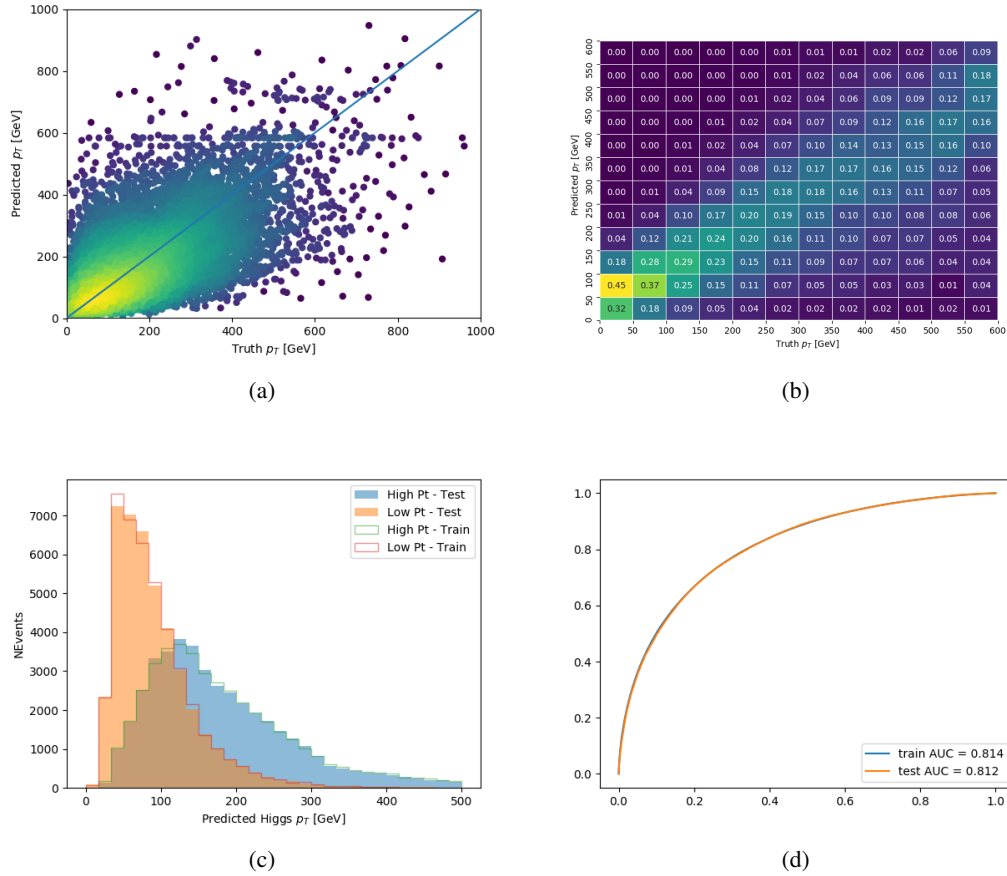 1000
800
600
400
200
0
Predicted p_T [GeV]
0 200 400 600 800 1000
Truth p_T [GeV]
(a)
600
550
500
450
400
350
300
250
200
150
100
50
0
Predicted p_T [GeV]
0.00 0.00 0.00 0.00 0.00 0.01 0.01 0.01 0.02 0.02 0.06 0.09
0.00 0.00 0.00 0.00 0.00 0.01 0.02 0.04 0.06 0.06 0.11 0.18
0.00 0.00 0.00 0.00 0.01 0.02 0.04 0.06 0.09 0.09 0.12 0.17
0.00 0.00 0.00 0.01 0.02 0.04 0.07 0.09 0.12 0.16 0.17 0.16
0.00 0.00 0.01 0.02 0.04 0.07 0.10 0.14 0.13 0.15 0.16 0.10
0.00 0.00 0.02 0.04 0.08 0.12 0.17 0.17 0.16 0.15 0.09 0.07
0.00 0.01 0.04 0.09 0.15 0.18 0.18 0.16 0.13 0.11 0.07 0.05
0.01 0.04 0.10 0.17 0.20 0.19 0.15 0.10 0.10 0.08 0.08 0.06
0.04 0.12 0.21 0.24 0.20 0.16 0.11 0.10 0.07 0.07 0.05 0.04
0.18 0.28 0.29 0.23 0.15 0.11 0.09 0.07 0.07 0.06 0.04 0.04
0.45 0.37 0.25 0.15 0.11 0.07 0.05 0.05 0.03 0.03 0.01 0.04
0.32 0.18 0.09 0.05 0.04 0.02 0.02 0.02 0.02 0.01 0.02 0.01
0 50 100 150 200 250 300 350 400 450 500 550 600
Truth p_T [GeV]
(b)
7000
6000
5000
4000
3000
2000
1000
0
NEvents
High Pt - Test
Low Pt - Test
High Pt - Train
Low Pt - Train
0 100 200 300 400 500
Predicted Higgs p_T [GeV]
(c)
1.0
0.8
0.6
0.4
0.2
0.0
train AUC = 0.814
test AUC = 0.812
0.0 0.2 0.4 0.6 0.8 1.0
(d)